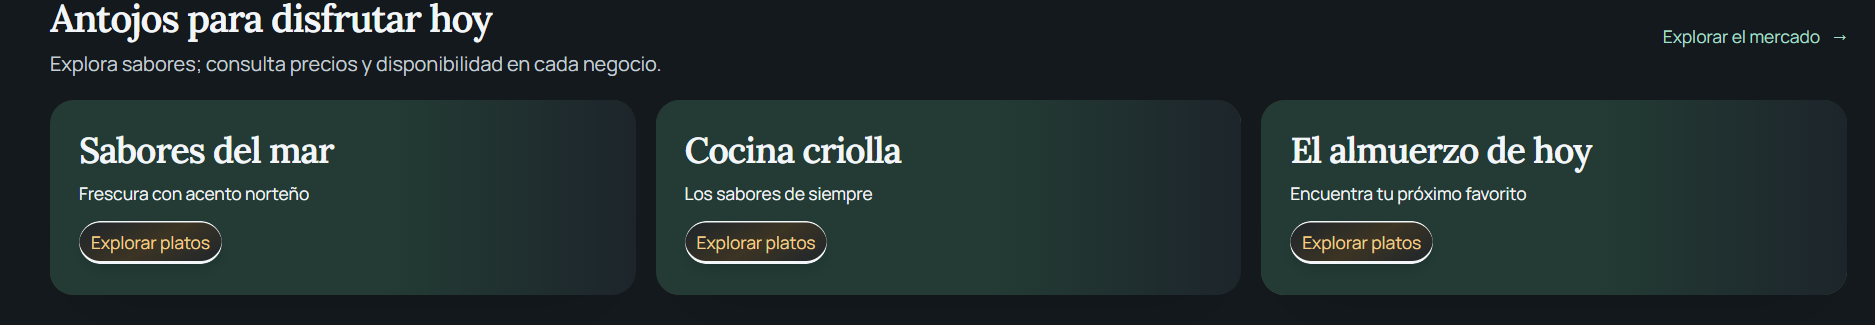 Antojos para disfrutar hoy
Explorar el mercado →
Explora sabores; consulta precios y disponibilidad en cada negocio.
Sabores del mar
Frescura con acento norteño
Explorar platos
Cocina criolla
Los sabores de siempre
Explorar platos
El almuerzo de hoy
Encuentra tu próximo favorito
Explorar platos